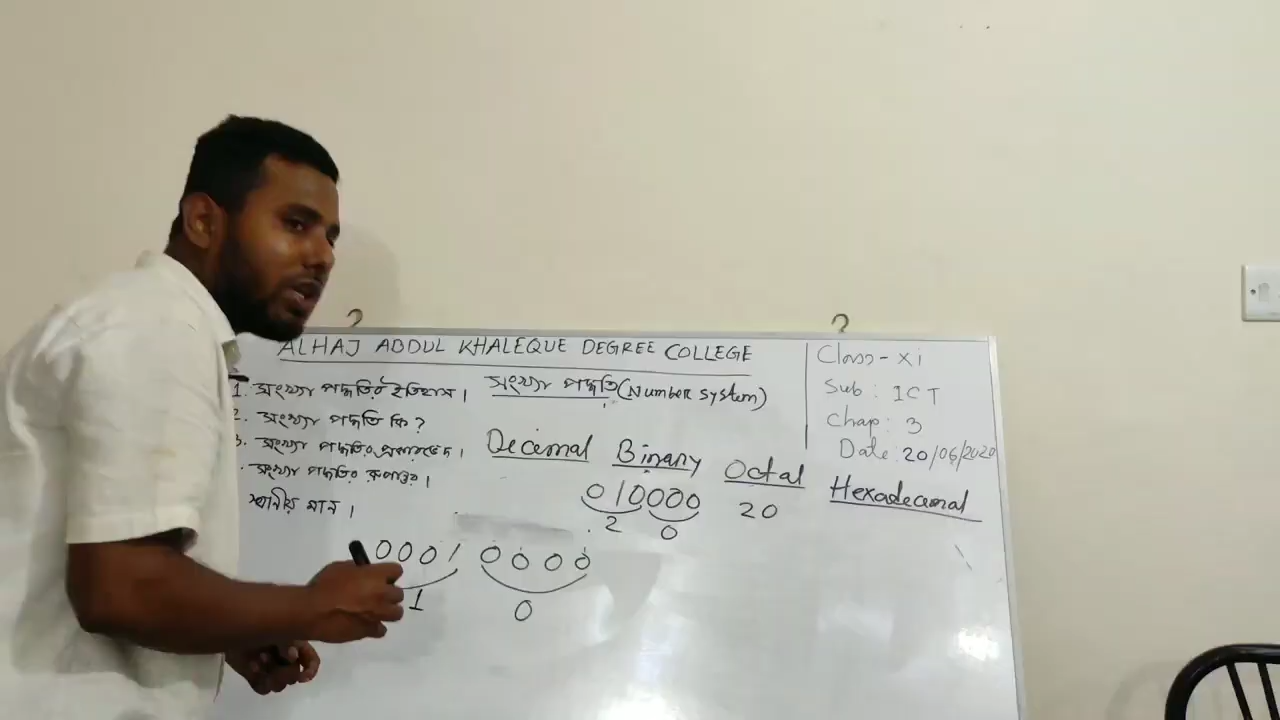 ALHAJ ABDUL KHALEQUE DEGREE COLLEGE
1. সংখ্যা পদ্ধতির ইতিহাস।
2. সংখ্যা পদ্ধতি কি?
3. সংখ্যা পদ্ধতির প্রকারভেদ।
. সংখ্যা পদ্ধতির রুপান্তর।
স্থানীয় মান।
সংখ্যা পদ্ধতি (Number System)
Class - xi
Sub : ICT
Chap : 3
Date : 20/06/2020
Decimal Binary Octal Hexadecimal
010000 20
2 0
0001 0000
1 0